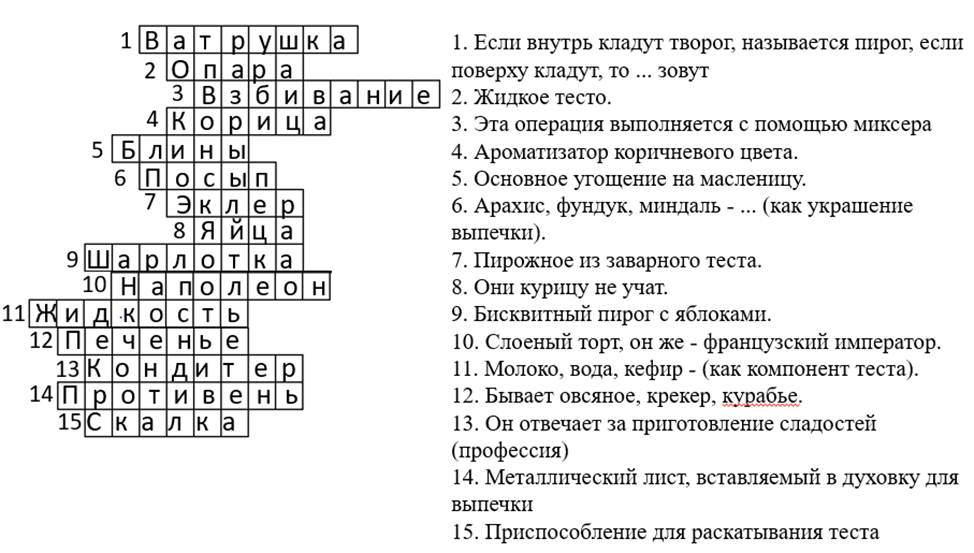 1 Ватрушка
2 Опара
3 Взбивание
4 Корица
5 Блины
6 Посып
7 Эклер
8 Яйца
9 Шарлотка
10 Наполеон
11 Жидкость
12 Печенье
13 Кондитер
14 Противень
15 Скалка
1. Если внутрь кладут творог, называется пирог, если
поверху кладут, то ... зовут
2. Жидкое тесто.
3. Эта операция выполняется с помощью миксера
4. Ароматизатор коричневого цвета.
5. Основное угощение на масленицу.
6. Арахис, фундук, миндаль - ... (как украшение
выпечки).
7. Пирожное из заварного теста.
8. Они курицу не учат.
9. Бисквитный пирог с яблоками.
10. Слоеный торт, он же - французский император.
11. Молоко, вода, кефир - (как компонент теста).
12. Бывает овсяное, крекер, курабье.
13. Он отвечает за приготовление сладостей
(профессия)
14. Металлический лист, вставляемый в духовку для
выпечки
15. Приспособление для раскатывания теста